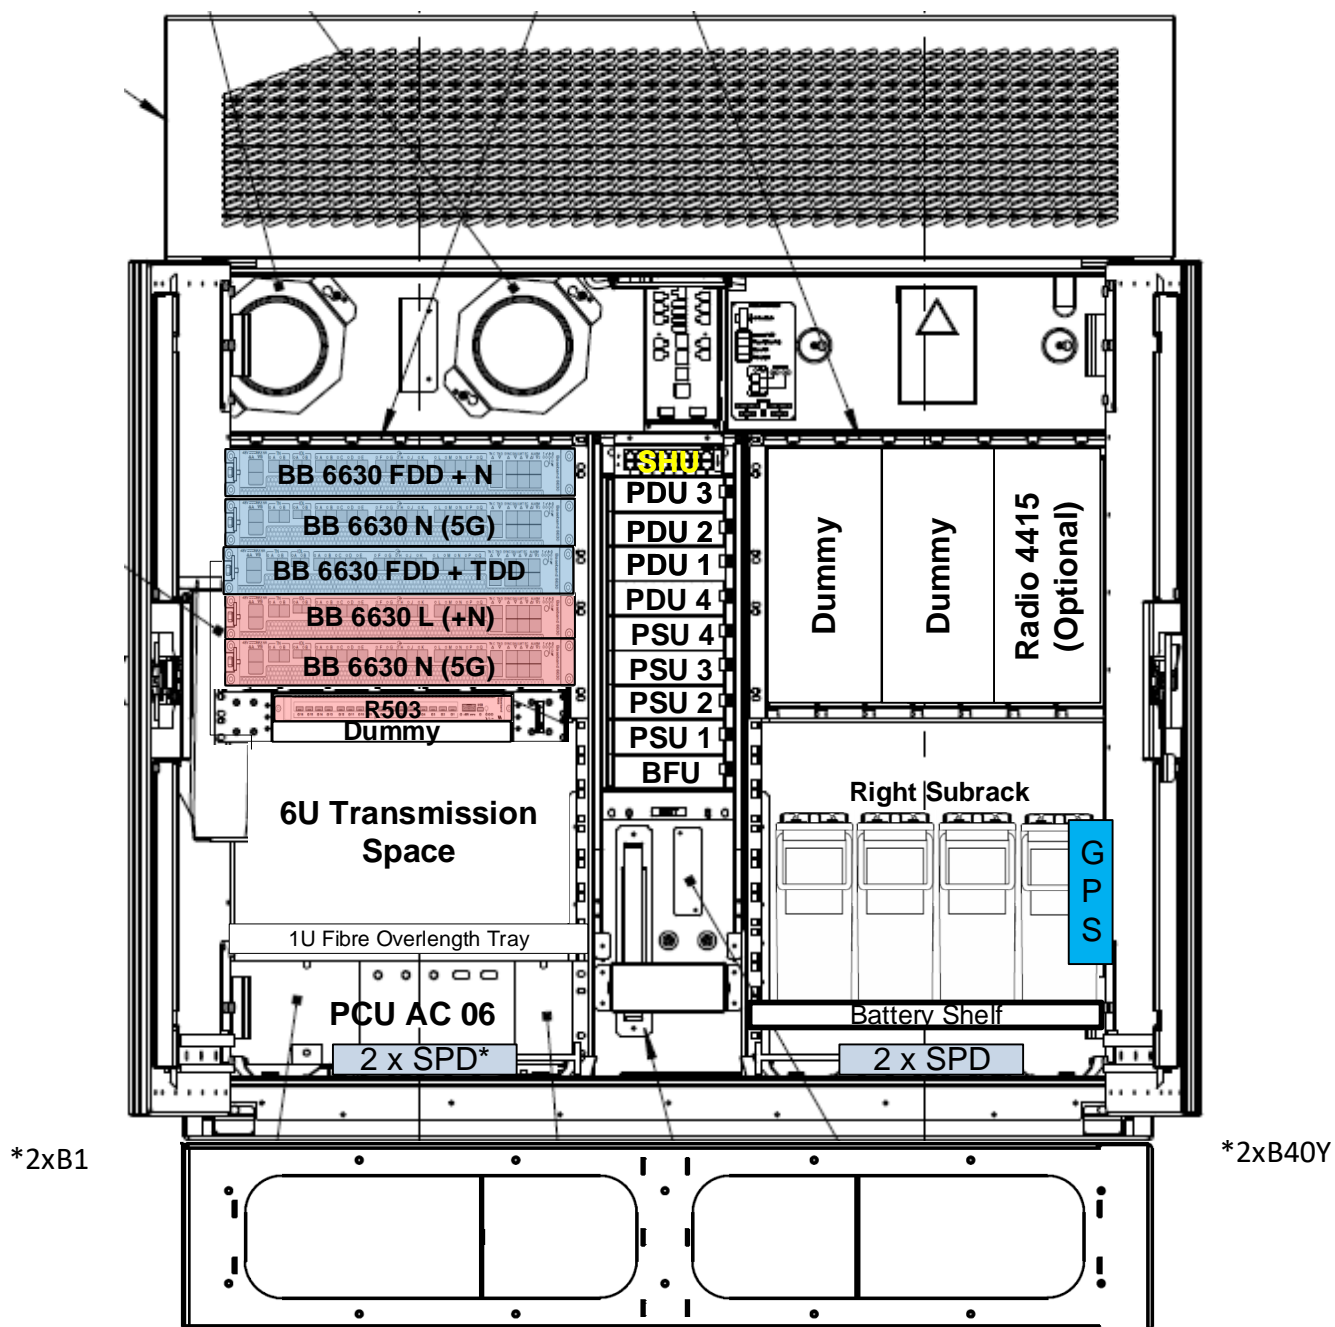 BB 6630 FDD + N
BB 6630 N (5G)
BB 6630 FDD + TDD
BB 6630 L (+N)
BB 6630 N (5G)
R503
Dummy
6U Transmission
Space
1U Fibre Overlength Tray
PCU AC 06
2 x SPD*
SHU
PDU 3
PDU 2
PDU 1
PDU 4
PSU 4
PSU 3
PSU 2
PSU 1
BFU
Dummy
Dummy
Radio 4415
(Optional)
Right Subrack
GPS
Battery Shelf
2 x SPD
*2xB1
*2xB40Y